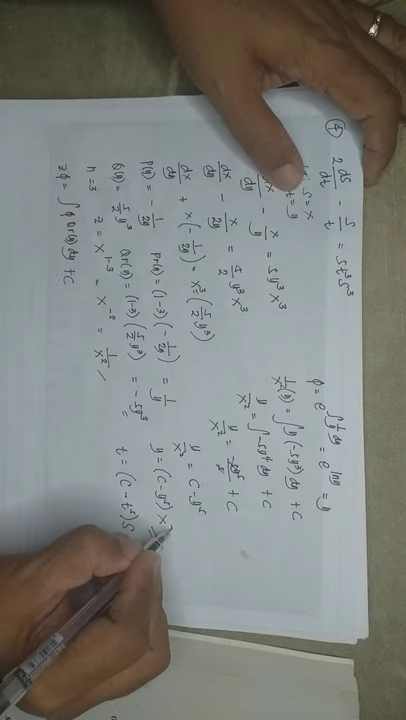 ④ 2 ds/dt - s/t = 5t³s³
s = x
t = y
- x/y = 5y³x³
dx/dy - x/2y = 5/2 y³x³
dx/dy + x(-1/2y) = x³(5/2 y³)
P(y) = -1/2y Pr(y) = (1-3)(-1/2y) = 1/y
Q(y) = 5/2 y³ Qr(y) = (1-3)(5/2 y³) = -5y³
n=3 z = x^(1-3) = x⁻² = 1/x²
zφ = ∫φ Qr(y)dy + C
φ = e^(∫1/y dy) = e^(ln y) = y
1/x² (y) = ∫y(-5y³)dy + C
y/x² = ∫-5y⁴ dy + C
y/x² = -5y⁵/5 + C
y/x² = C - y⁵
y = (C - y⁵)x²
t = (C - t⁵)s